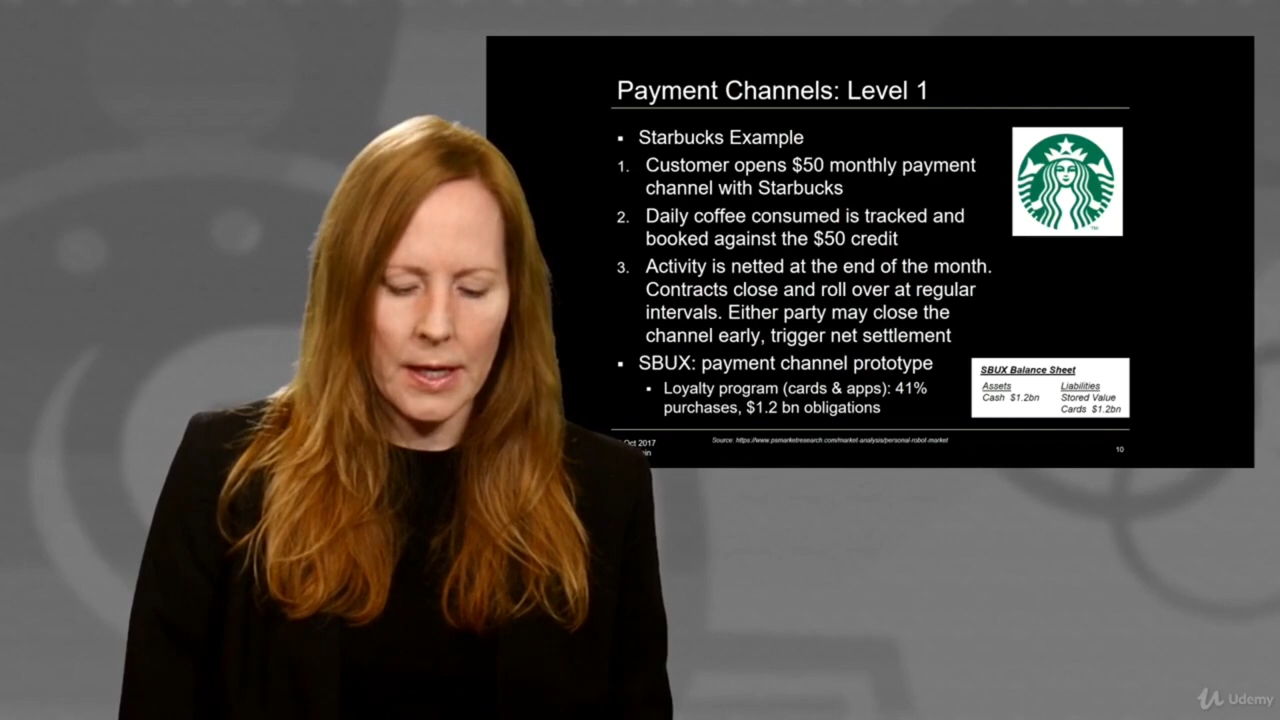 Payment Channels: Level 1
▪ Starbucks Example
1. Customer opens $50 monthly payment
channel with Starbucks
2. Daily coffee consumed is tracked and
booked against the $50 credit
3. Activity is netted at the end of the month.
Contracts close and roll over at regular
intervals. Either party may close the
channel early, trigger net settlement
▪ SBUX: payment channel prototype
▪ Loyalty program (cards & apps): 41%
purchases, $1.2 bn obligations
TM
SBUX Balance Sheet
Assets Liabilities
Cash $1.2bn Stored Value
Cards $1.2bn
Oct 2017
Source: https://www.psmarketresearch.com/market-analysis/personal-robot-market
10
Udemy